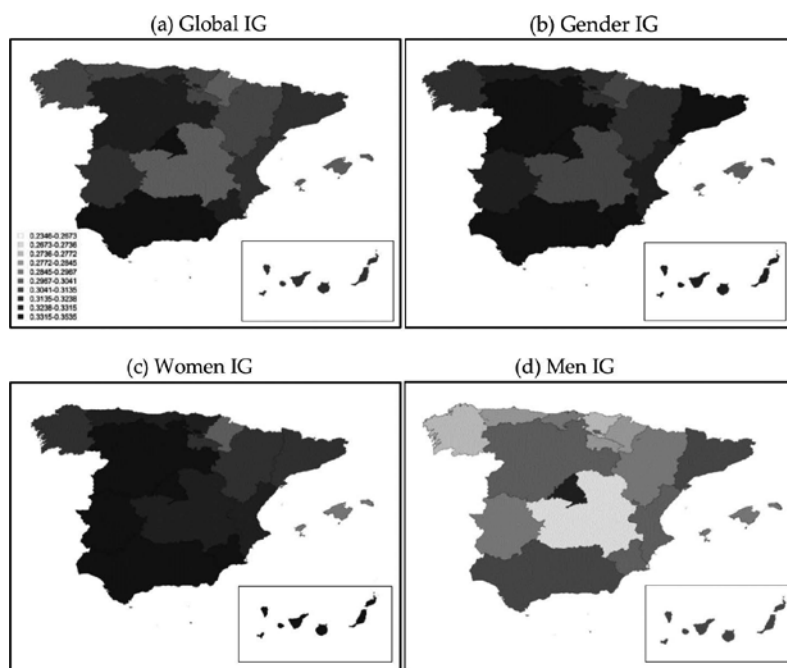 (a) Global IG
(b) Gender IG
0.2346-0.2673
0.2673-0.2736
0.2736-0.2772
0.2772-0.2845
0.2845-0.2967
0.2967-0.3041
0.3041-0.3135
0.3135-0.3238
0.3238-0.3315
0.3315-0.3535
(c) Women IG
(d) Men IG